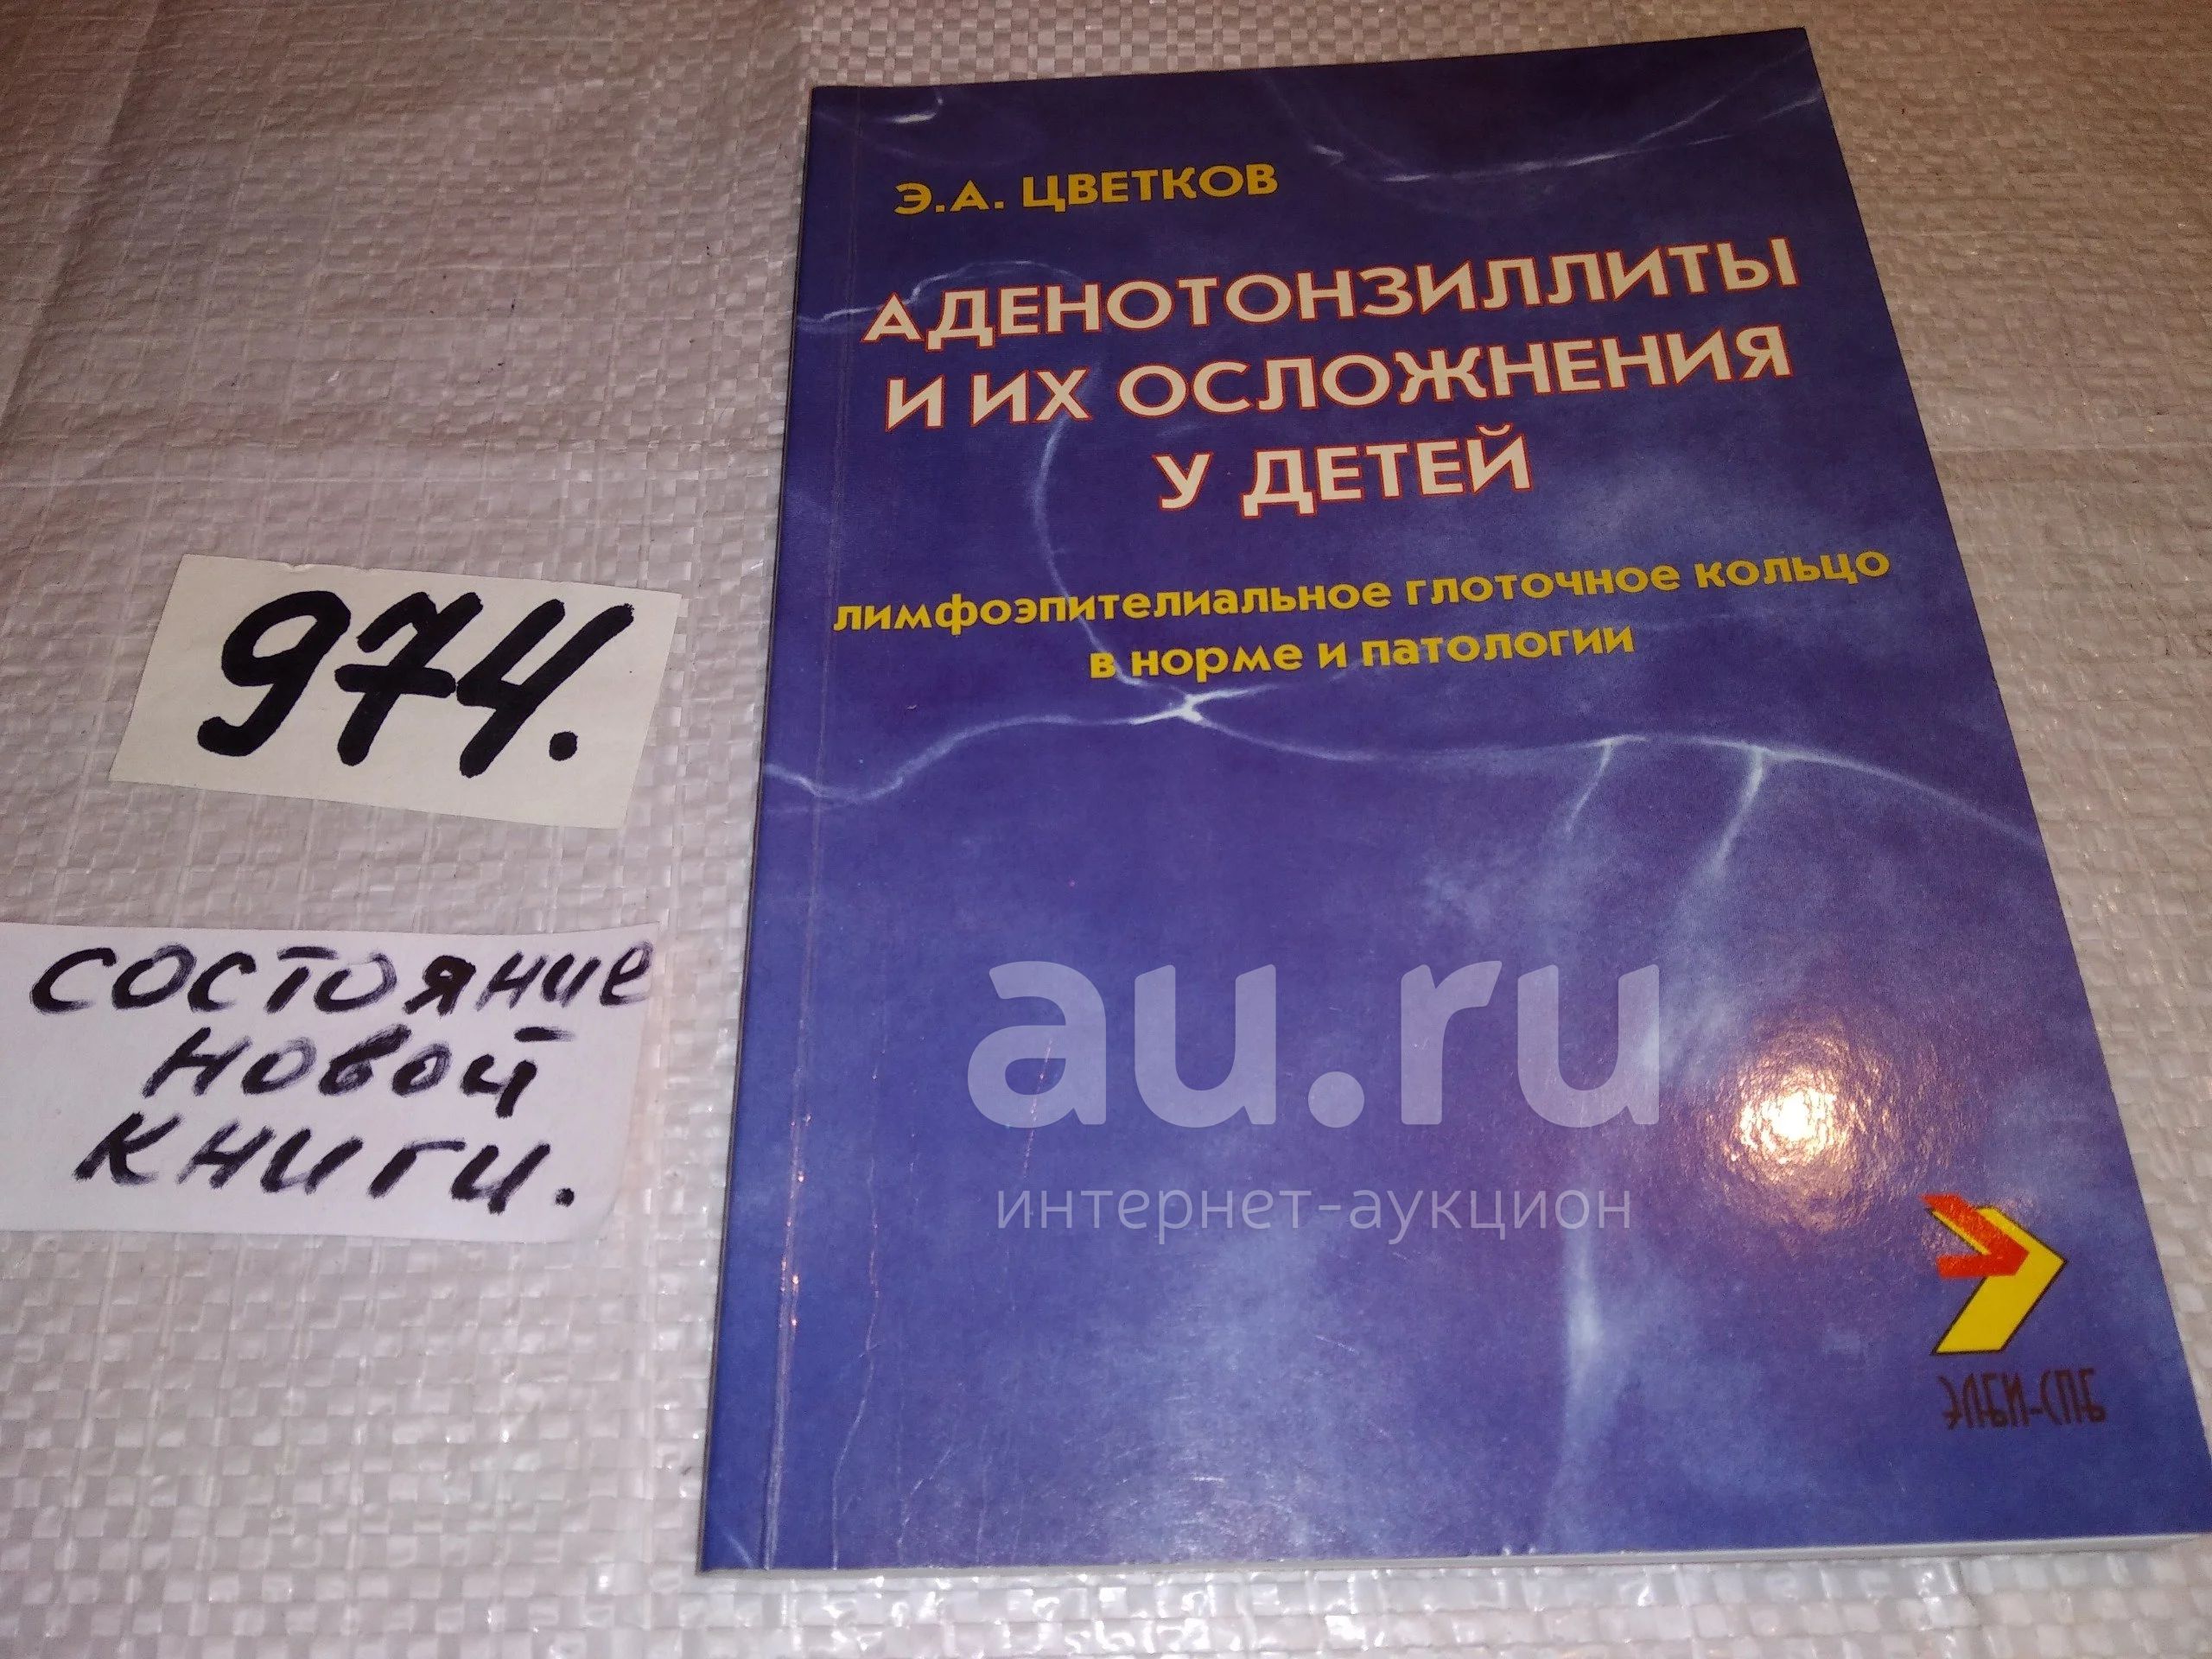 Э.А. ЦВЕТКОВ
АДЕНОТОНЗИЛЛИТЫ
И ИХ ОСЛОЖНЕНИЯ
У ДЕТЕЙ
лимфоэпителиальное глоточное кольцо
в норме и патологии
974.
состояние
новой
книги.
au.ru
интернет-аукцион
ЭЛБИ-СПБ